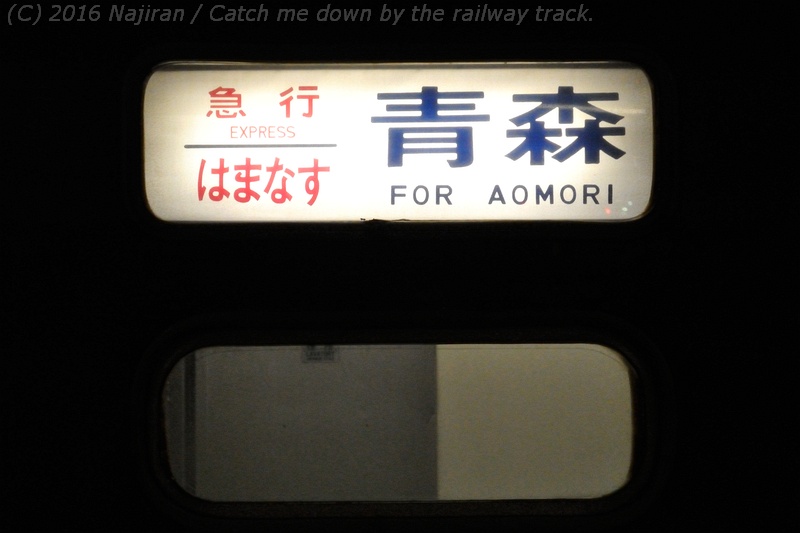 (C) 2016 Najiran / Catch me down by the railway track.
急 行
EXPRESS
はまなす
青森
FOR AOMORI